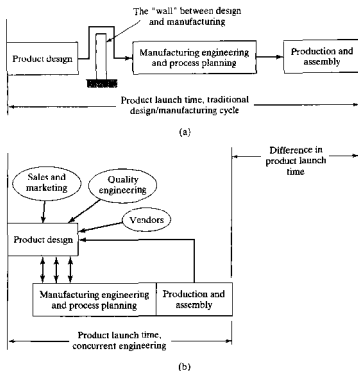 The "wall" between design
and manufacturing
Product design
Manufacturing engineering
and process planning
Production and
assembly
Product launch time, traditional
design/manufacturing cycle
(a)
Difference in
product launch
time
Sales and
marketing
Quality
engineering
Vendors
Product design
Manufacturing engineering
and process planning
Production and
assembly
Product launch time,
concurrent engineering
(b)